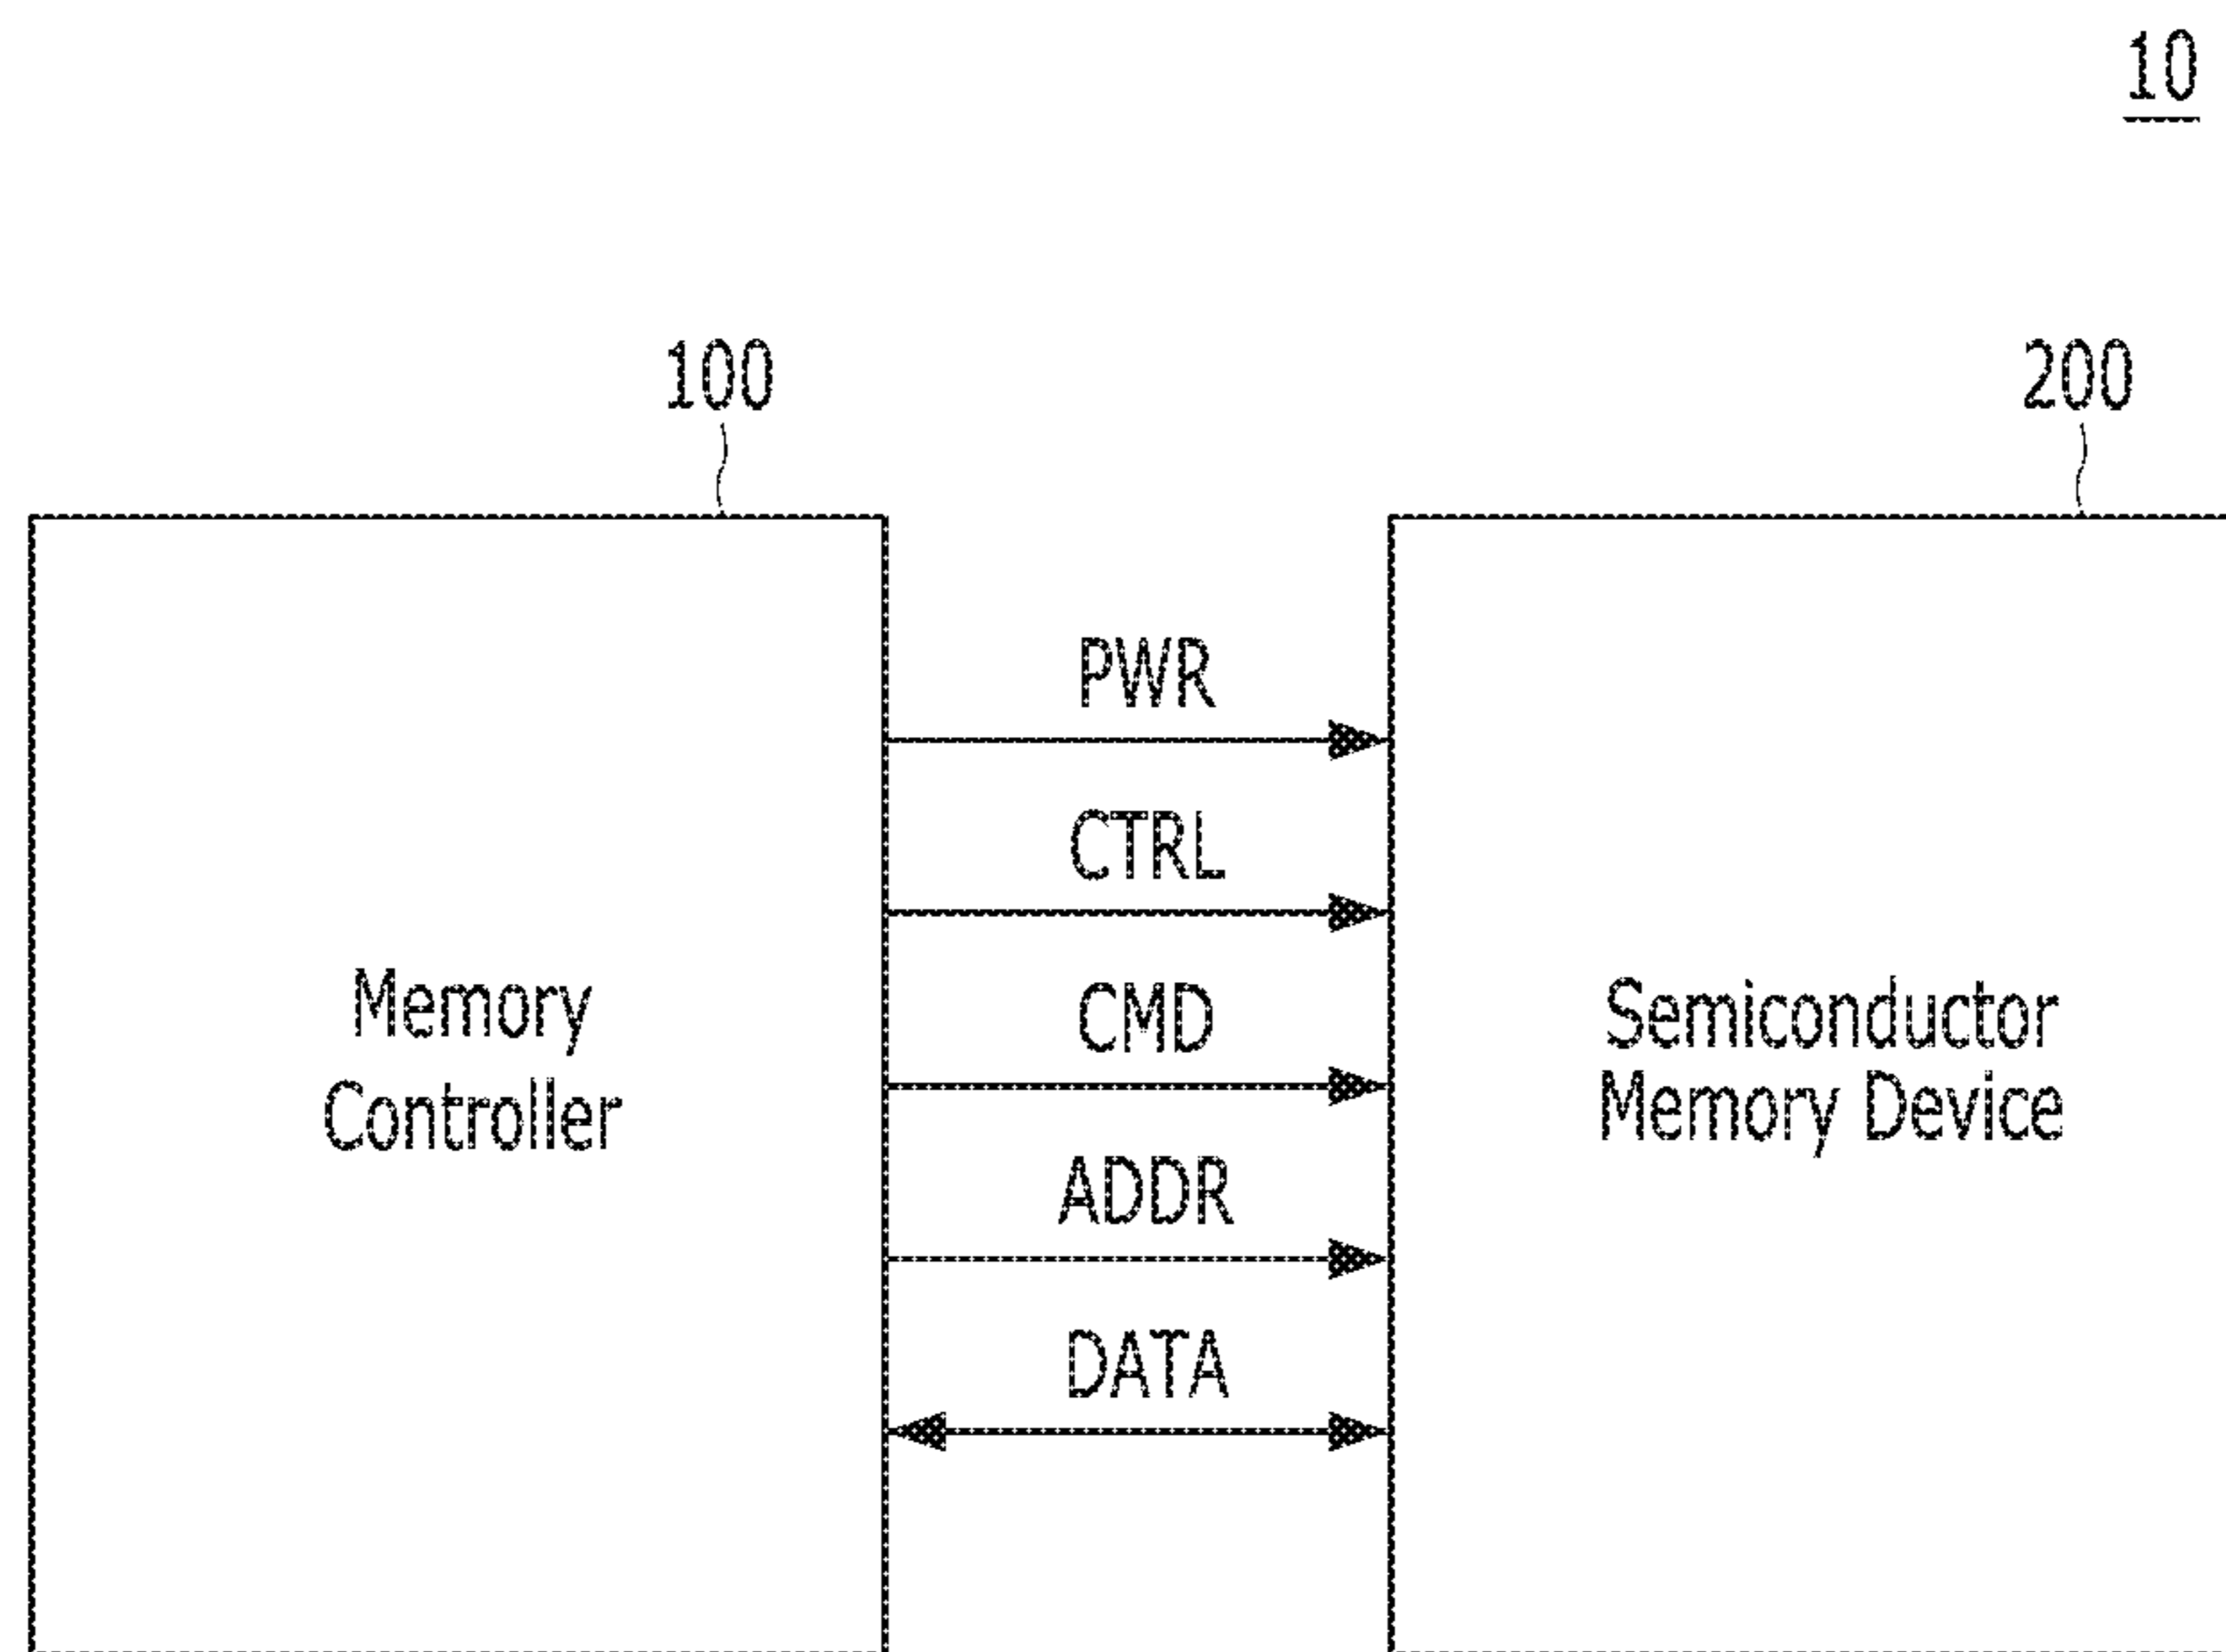 10
100
200
PWR
CTRL
CMD
ADDR
DATA
Memory
Controller
Semiconductor
Memory Device